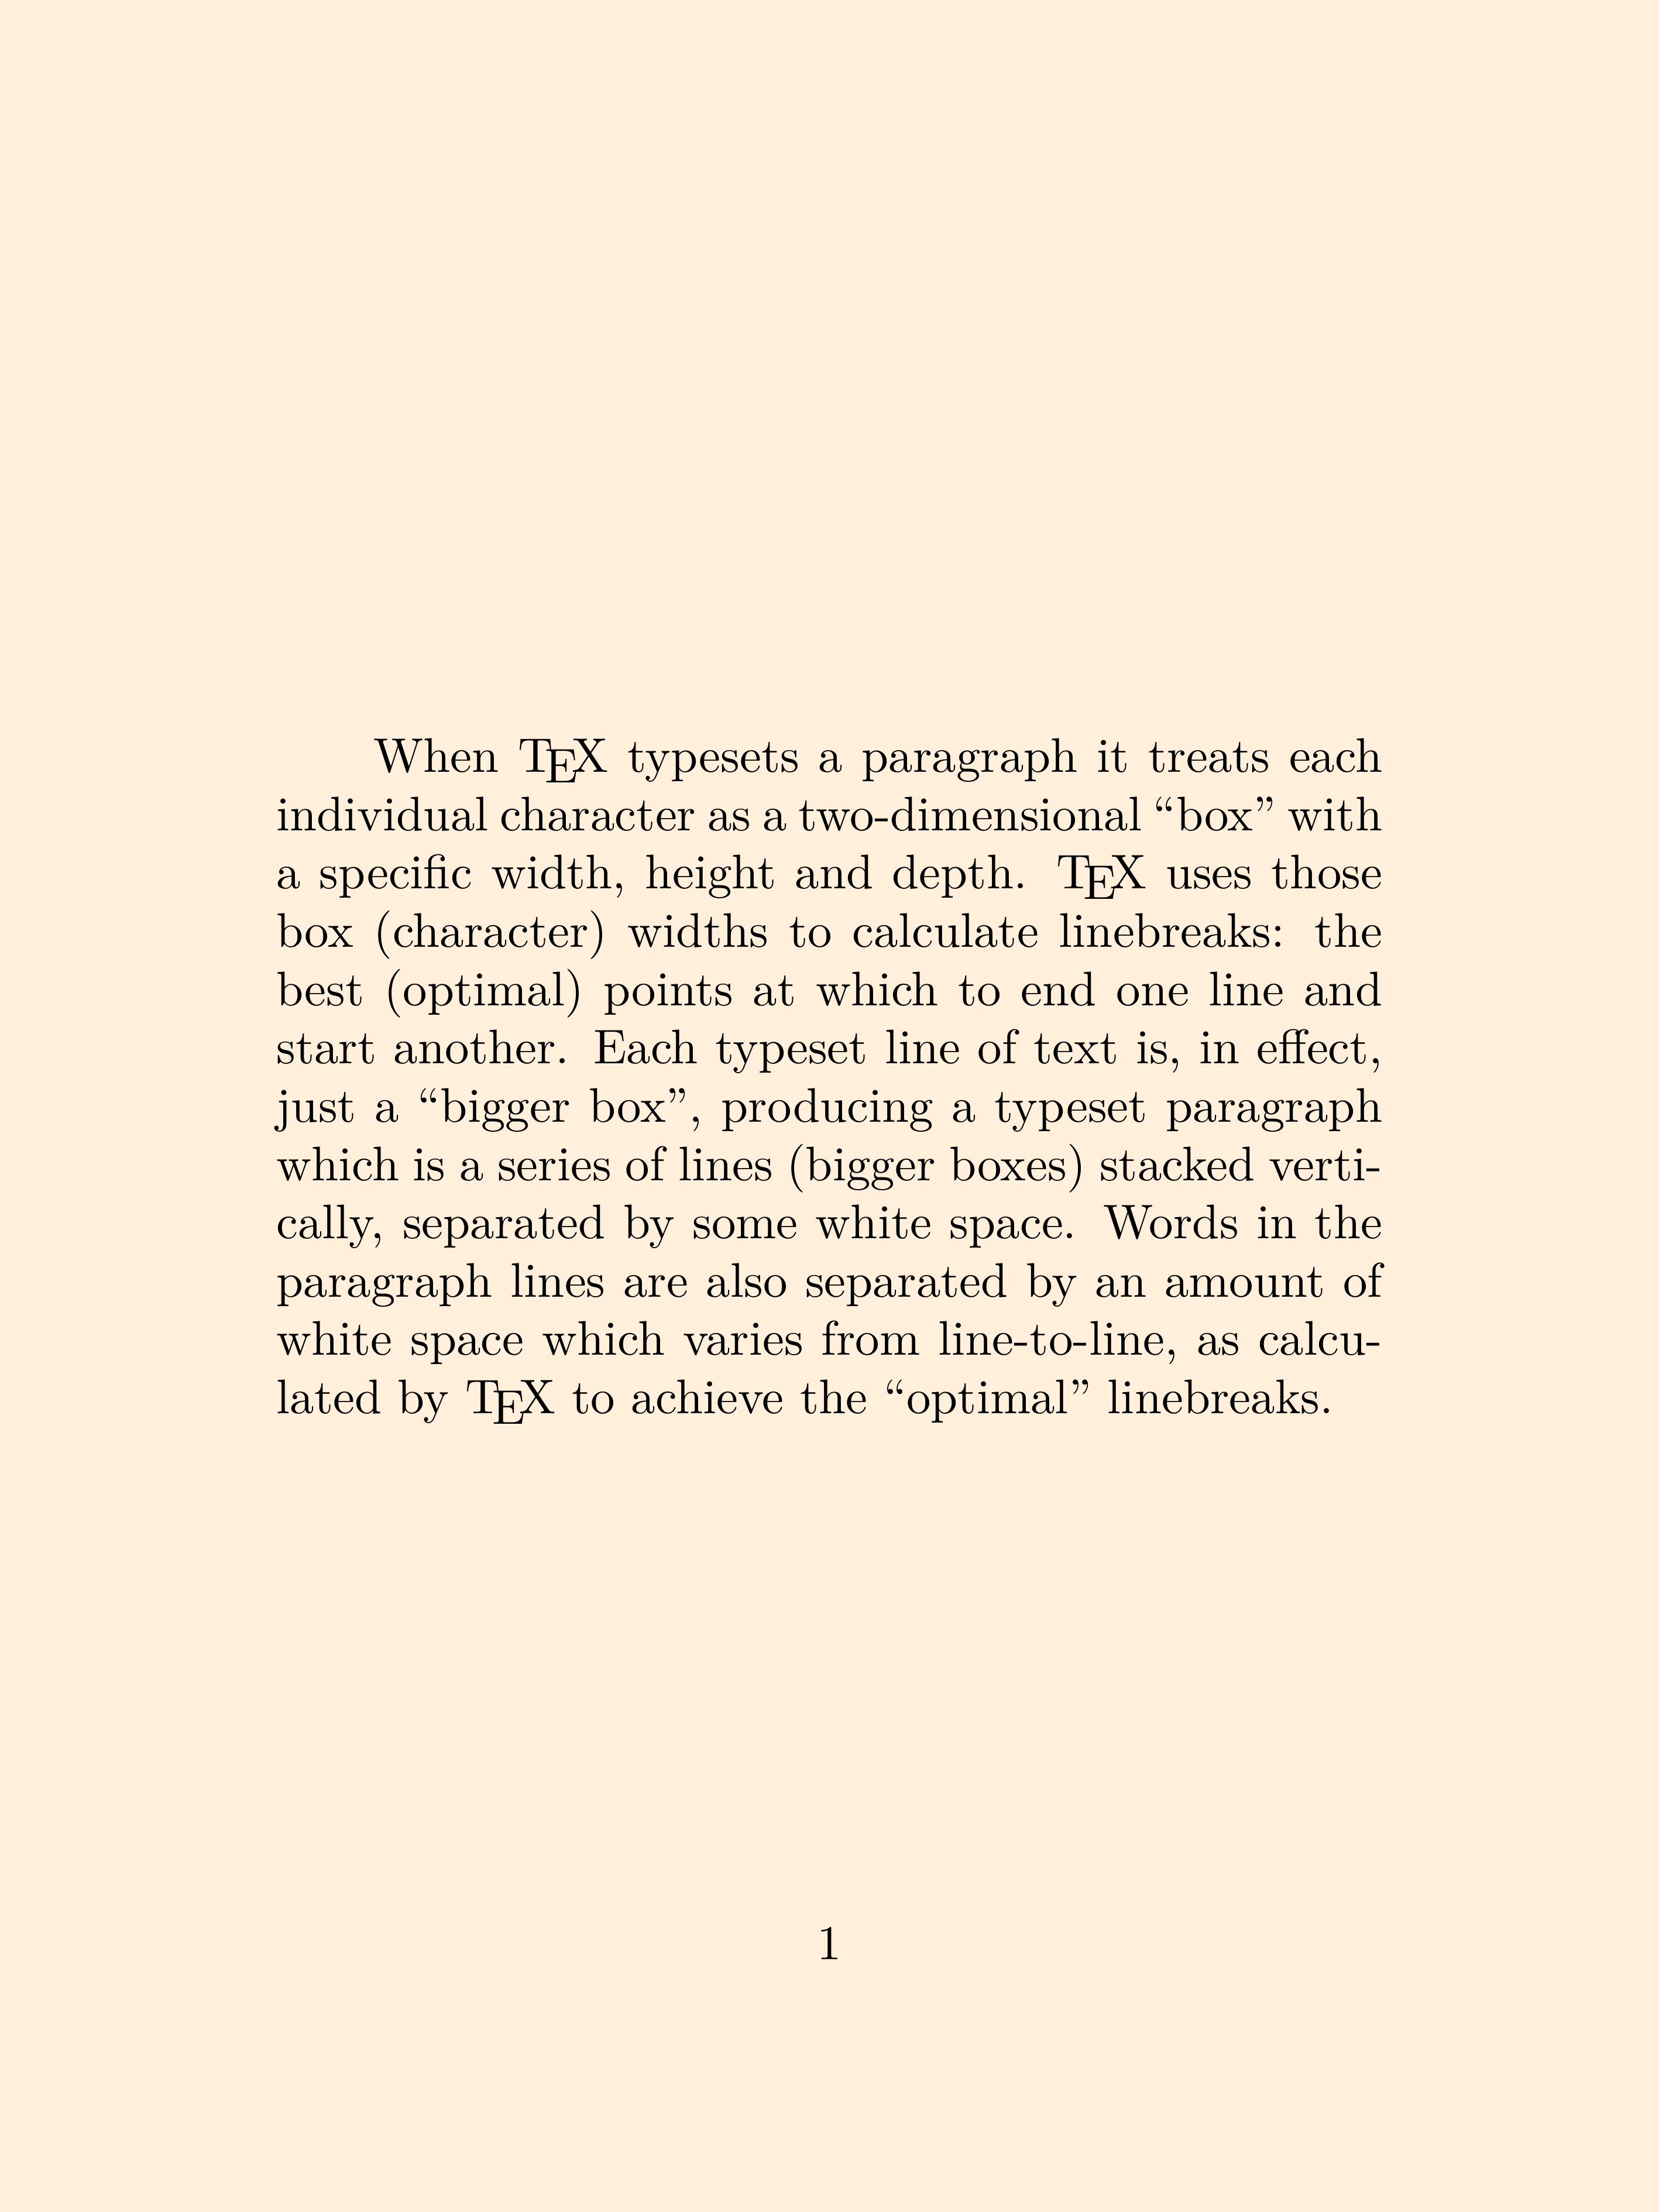 When TEX typesets a paragraph it treats each
individual character as a two-dimensional “box” with
a specific width, height and depth. TEX uses those
box (character) widths to calculate linebreaks: the
best (optimal) points at which to end one line and
start another. Each typeset line of text is, in effect,
just a “bigger box”, producing a typeset paragraph
which is a series of lines (bigger boxes) stacked verti-
cally, separated by some white space. Words in the
paragraph lines are also separated by an amount of
white space which varies from line-to-line, as calcu-
lated by TEX to achieve the “optimal” linebreaks.
1